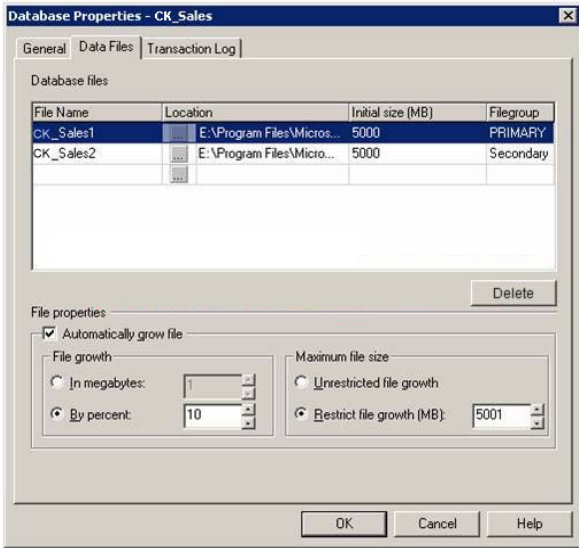 Database Properties - CK_Sales
General Data Files Transaction Log
Database files
File Name Location Initial size (MB) Filegroup
CK_Sales1 ... E:\Program Files\Micros... 5000 PRIMARY
CK_Sales2 ... E:\Program Files\Micro... 5000 Secondary
...
Delete
File properties
Automatically grow file
File growth
In megabytes: 1
By percent: 10
Maximum file size
Unrestricted file growth
Restrict file growth (MB): 5001
OK Cancel Help